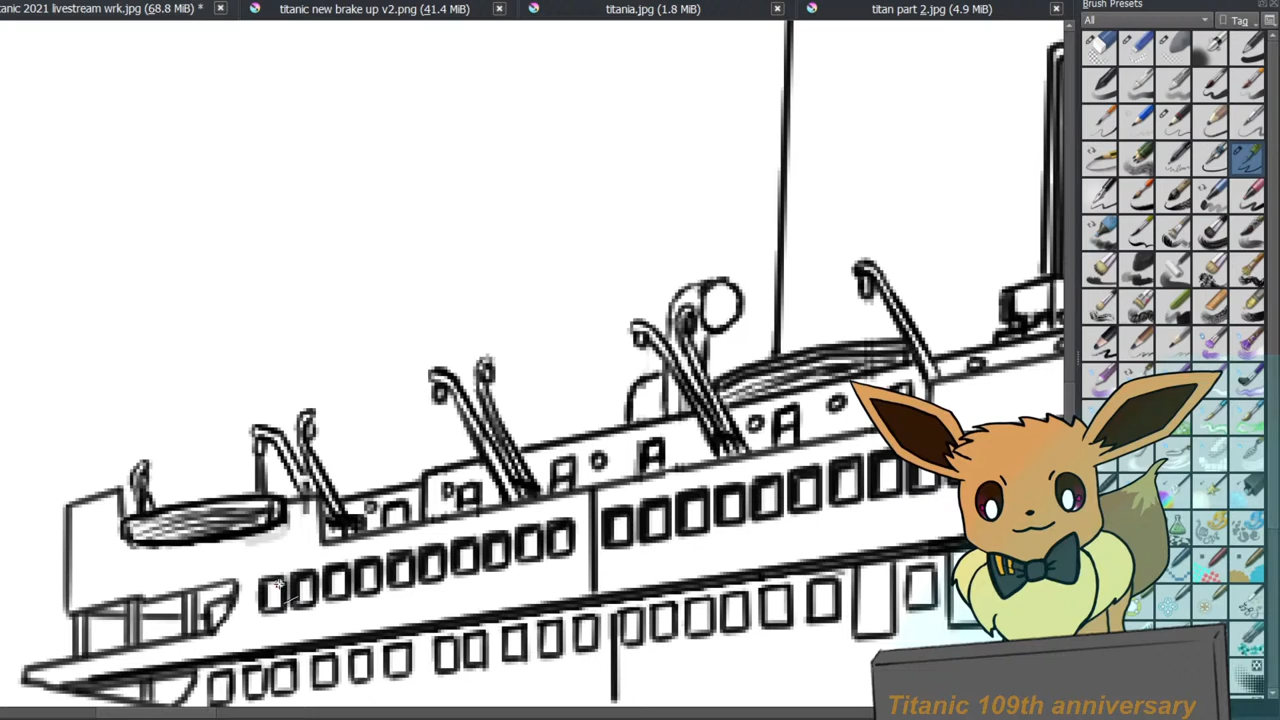 tanic 2021 livestream wrk.jpg (68.8 MiB) *
titanic new brake up v2.png (41.4 MiB)
titania.jpg (1.8 MiB)
titan part 2.jpg (4.9 MiB)
Brush Presets
All
Tag
Titanic 109th anniversary